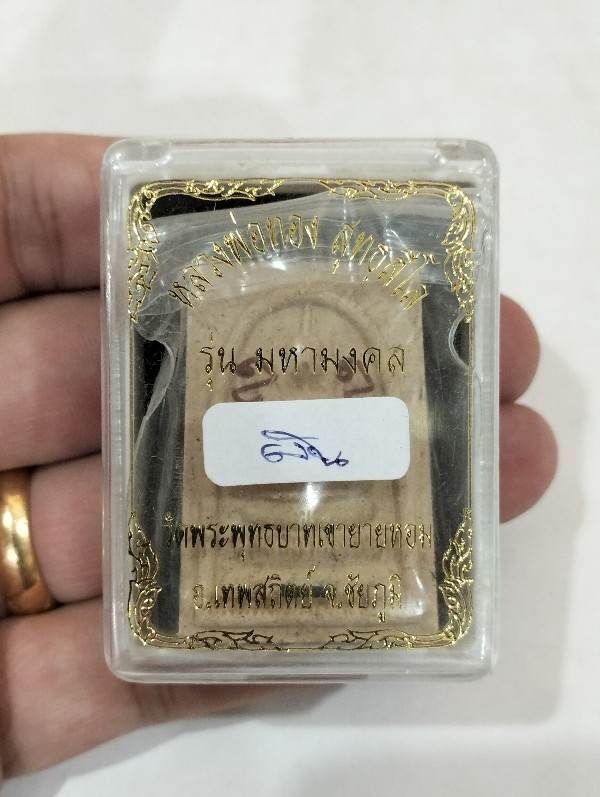 หลวงพ่อทอง สุทธสีโล
รุ่น มหามงคล
วัดพระพุทธบาทเขายายหอม
อ.เทพสถิตย์ จ.ชัยภูมิ